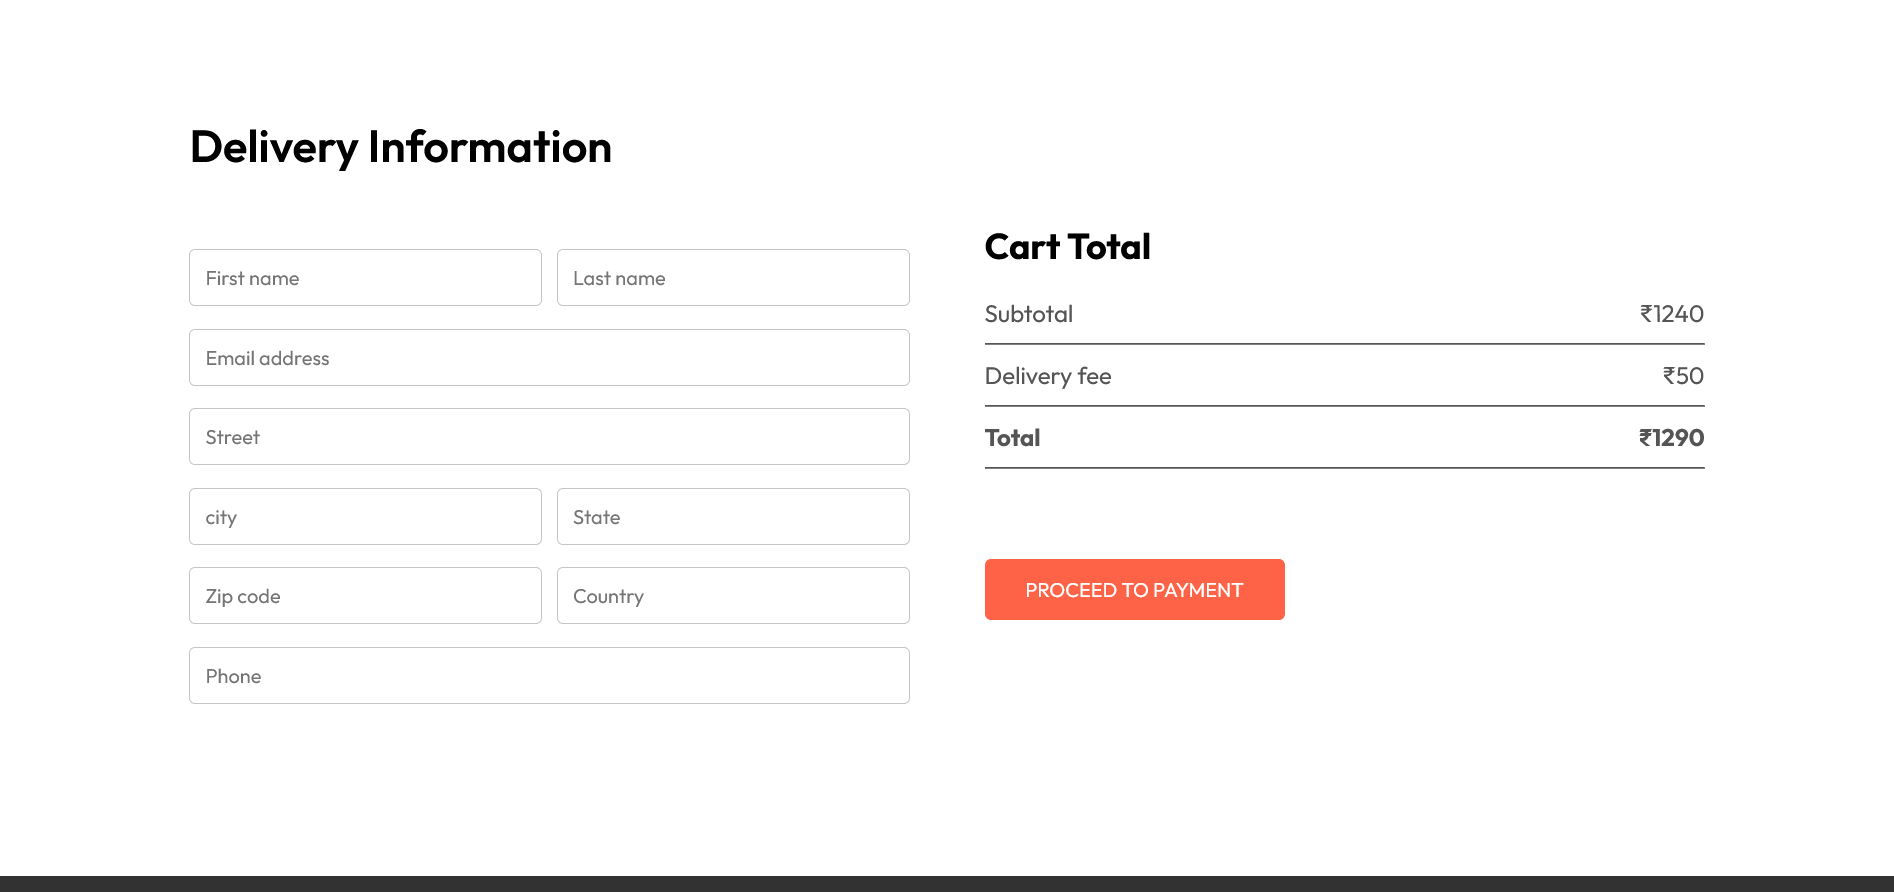 Delivery Information
First name
Last name
Email address
Street
city
State
Zip code
Country
Phone
Cart Total
Subtotal ₹1240
Delivery fee ₹50
Total ₹1290
PROCEED TO PAYMENT